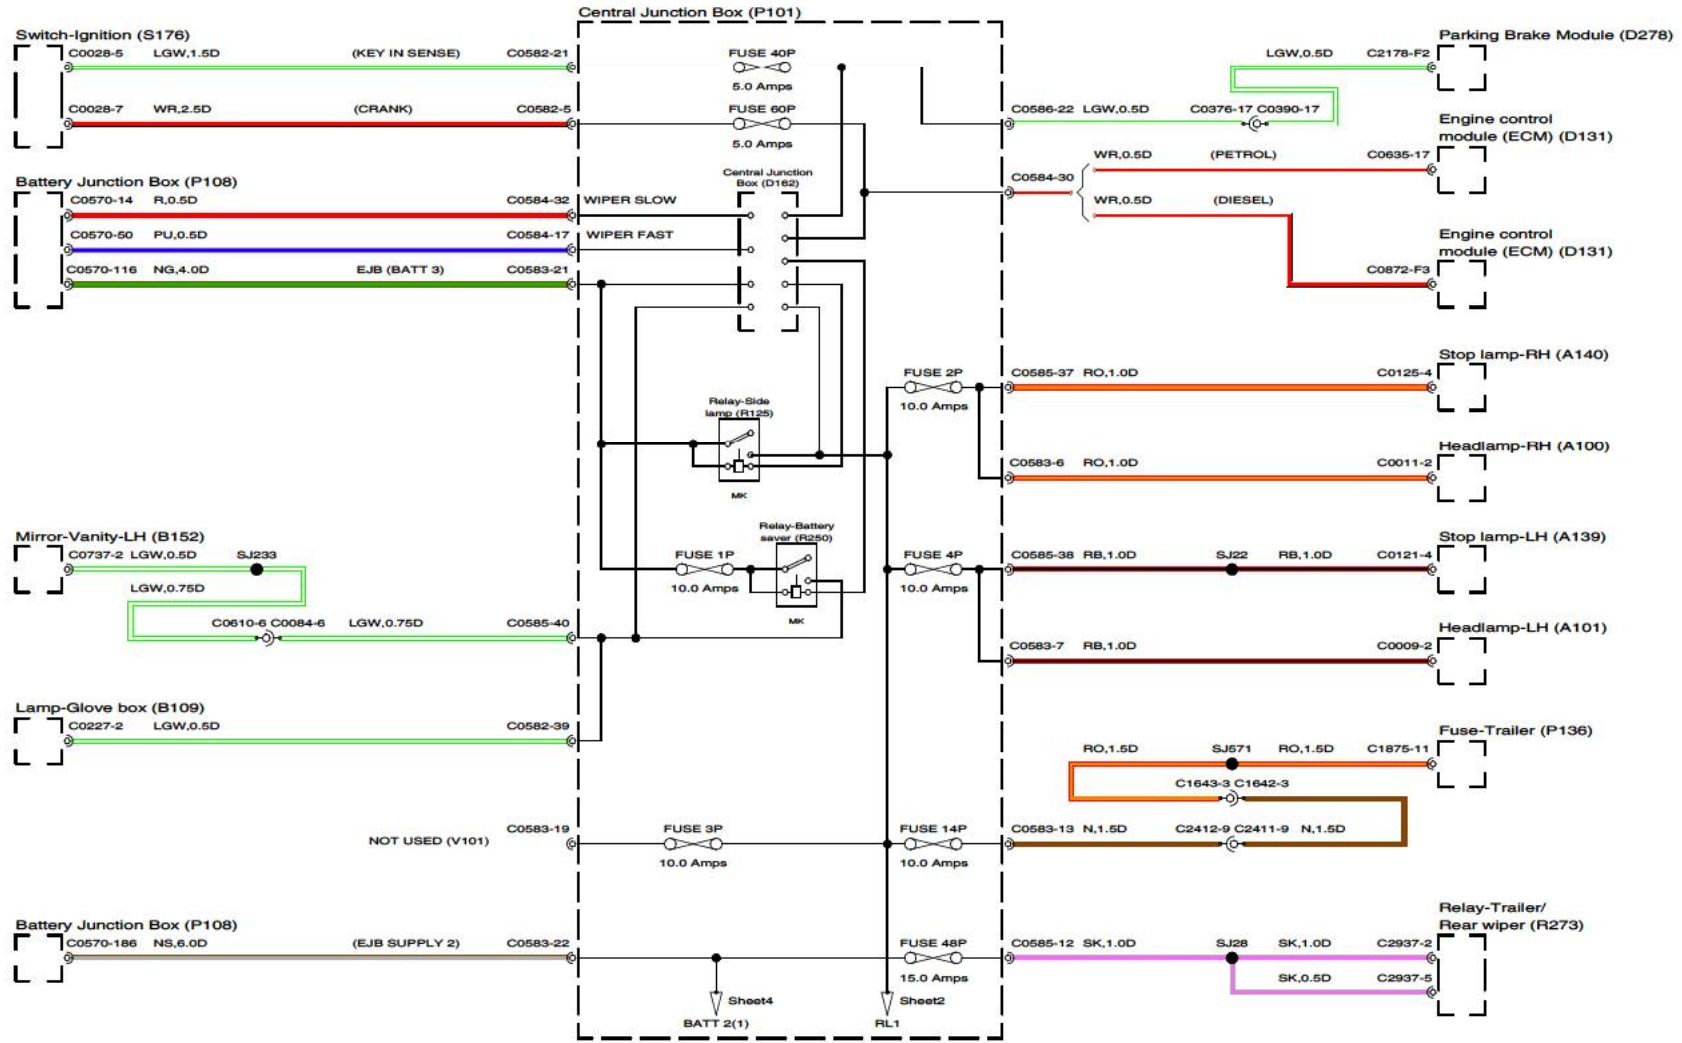 Central Junction Box (P101)
Switch-Ignition (S176)
C0028-5 LGW,1.5D (KEY IN SENSE) C0582-21
C0028-7 WR,2.5D (CRANK) C0582-5
Battery Junction Box (P108)
C0570-14 R,0.5D C0584-32 WIPER SLOW
C0570-50 PU,0.5D C0584-17 WIPER FAST
C0570-116 NG,4.0D EJB (BATT 3) C0583-21
Mirror-Vanity-LH (B152)
C0737-2 LGW,0.5D SJ233
LGW,0.75D
C0610-6 C0084-6 LGW,0.75D C0585-40
Lamp-Glove box (B109)
C0227-2 LGW,0.5D C0582-39
NOT USED (V101) C0583-19
Battery Junction Box (P108)
C0570-186 NS,6.0D (EJB SUPPLY 2) C0583-22
FUSE 40P
5.0 Amps
FUSE 60P
5.0 Amps
Central Junction
Box (D162)
Relay-Side
lamp (R125)
MK
Relay-Battery
saver (R250)
MK
FUSE 1P
10.0 Amps
FUSE 2P
10.0 Amps
FUSE 4P
10.0 Amps
FUSE 3P
10.0 Amps
FUSE 14P
10.0 Amps
FUSE 48P
15.0 Amps
Sheet4
BATT 2(1)
Sheet2
RL1
Parking Brake Module (D278)
LGW,0.5D C2178-F2
C0586-22 LGW,0.5D C0376-17 C0390-17
Engine control
module (ECM) (D131)
WR,0.5D (PETROL) C0635-17
C0584-30
WR,0.5D (DIESEL)
Engine control
module (ECM) (D131)
C0872-F3
Stop lamp-RH (A140)
C0585-37 RO,1.0D C0125-4
Headlamp-RH (A100)
C0583-6 RO,1.0D C0011-2
Stop lamp-LH (A139)
C0585-38 RB,1.0D SJ22 RB,1.0D C0121-4
Headlamp-LH (A101)
C0583-7 RB,1.0D C0009-2
Fuse-Trailer (P136)
RO,1.5D SJ571 RO,1.5D C1875-11
C1643-3 C1642-3
C0583-13 N,1.5D C2412-9 C2411-9 N,1.5D
Relay-Trailer/
Rear wiper (R273)
C0585-12 SK,1.0D SJ28 SK,1.0D C2937-2
SK,0.5D C2937-5